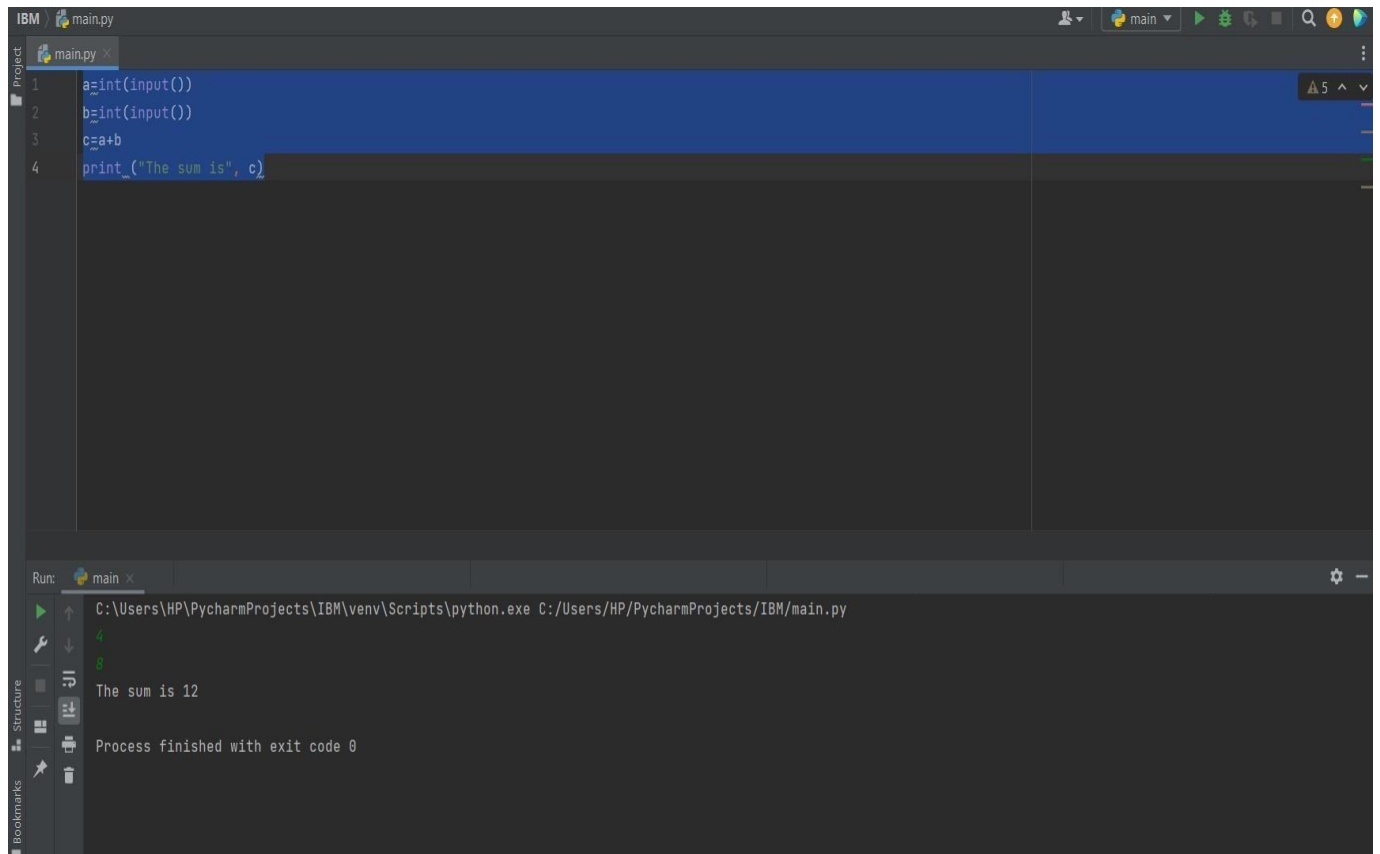 IBM main.py main
Project
main.py
1 a=int(input()) 5
2 b=int(input())
3 c=a+b
4 print ("The sum is", c)
Run: main
C:\Users\HP\PycharmProjects\IBM\venv\Scripts\python.exe C:/Users/HP/PycharmProjects/IBM/main.py
4
8
The sum is 12
Process finished with exit code 0
Structure
Bookmarks